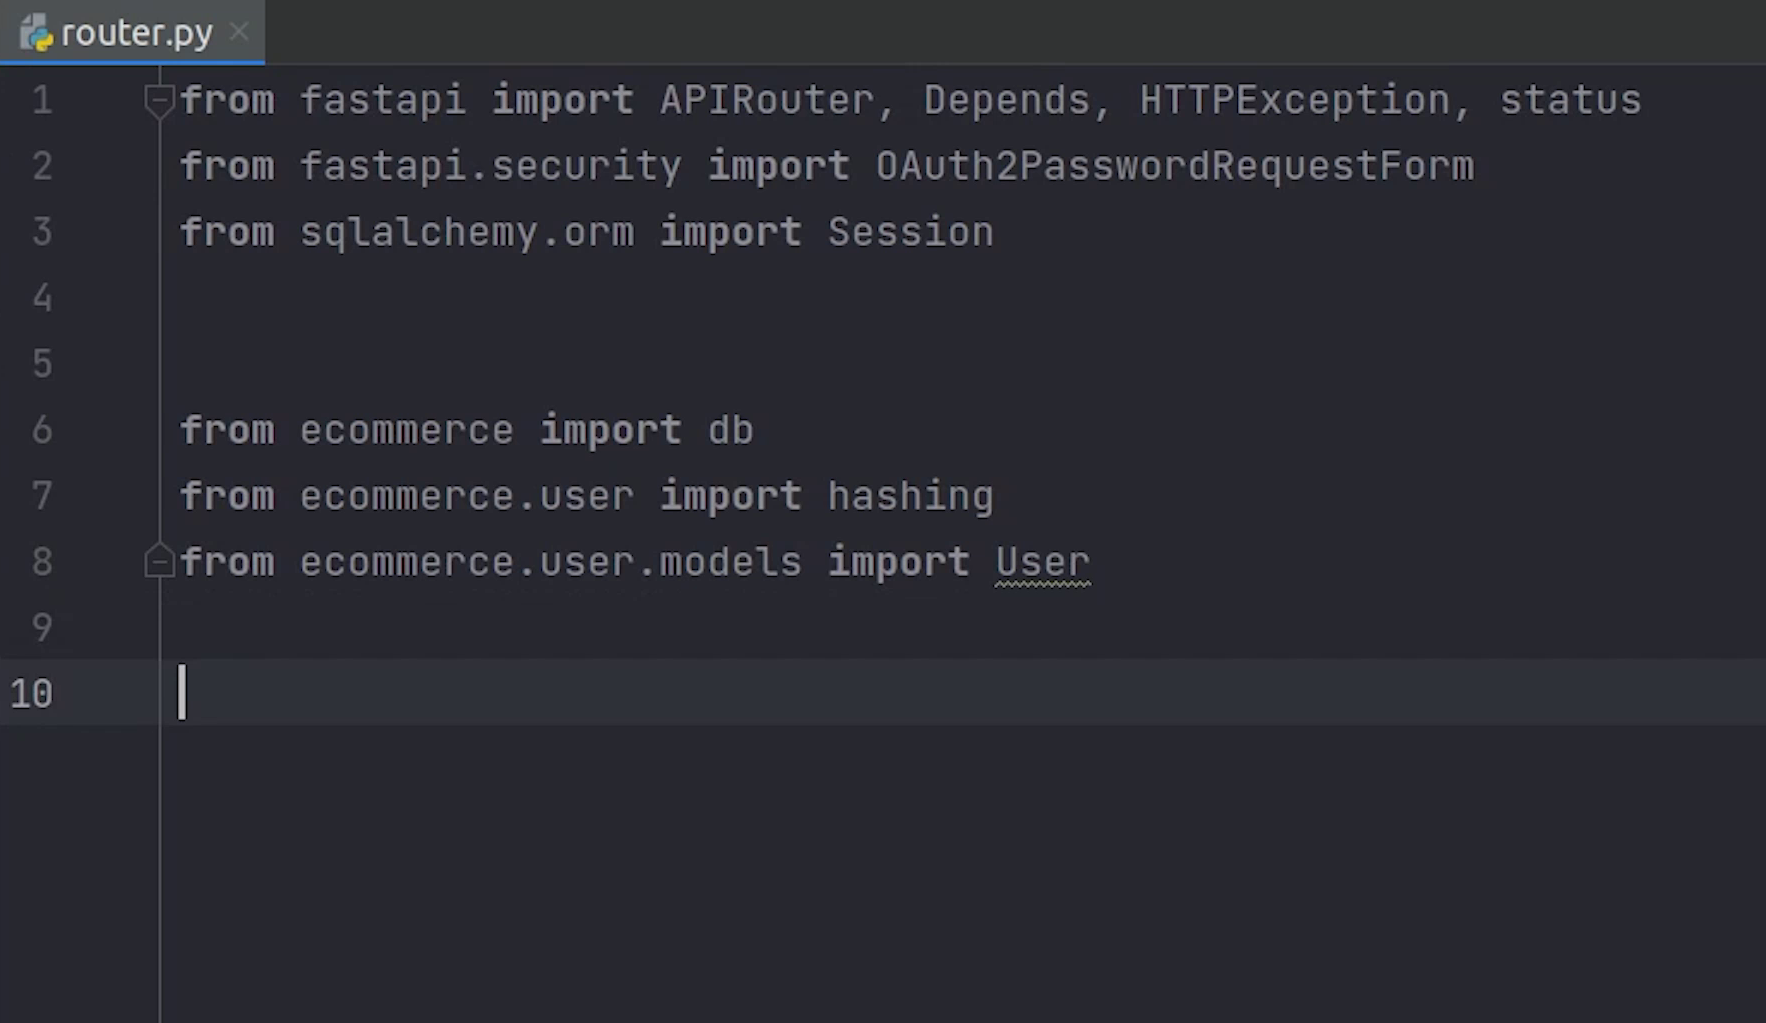 router.py
1 from fastapi import APIRouter, Depends, HTTPException, status
2 from fastapi.security import OAuth2PasswordRequestForm
3 from sqlalchemy.orm import Session
4
5
6 from ecommerce import db
7 from ecommerce.user import hashing
8 from ecommerce.user.models import User
9
10